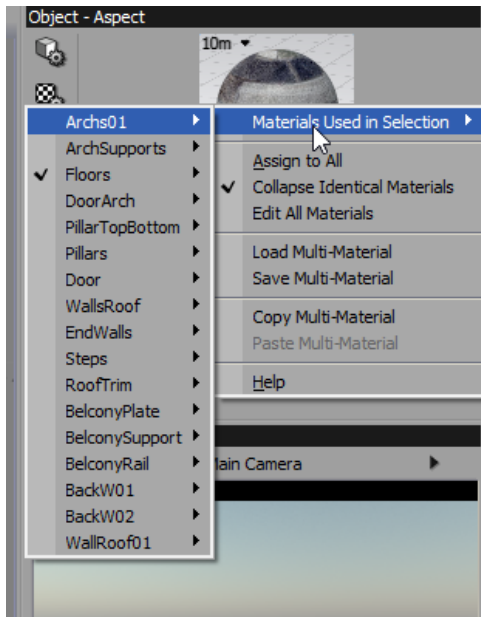 Object - Aspect
10m
Archs01
ArchSupports
Floors
DoorArch
PillarTopBottom
Pillars
Door
WallsRoof
EndWalls
Steps
RoofTrim
BelconyPlate
BelconySupport
BelconyRail
BackW01
BackW02
WallRoof01
Materials Used in Selection
Assign to All
Collapse Identical Materials
Edit All Materials
Load Multi-Material
Save Multi-Material
Copy Multi-Material
Paste Multi-Material
Help
Main Camera